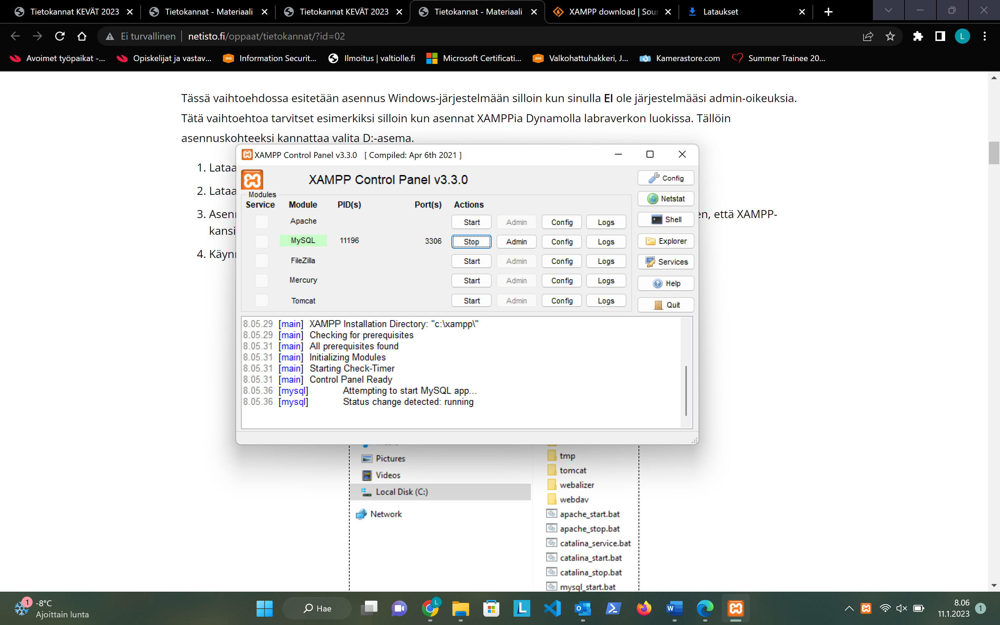 Tietokannat KEVÄT 2023
Tietokannat - Materiaali
Tietokannat KEVÄT 2023
Tietokannat - Materiaali
XAMPP download | Sour
Lataukset
Ei turvallinen
netisto.fi/oppaat/tietokannat/?id=02
L
Avoimet työpaikat -...
Opiskelijat ja vastav...
2NS Information Securit...
Ilmoitus | valtiolle.fi
Microsoft Certificati...
2NS Valkohattuhakkeri, J...
Kamerastore.com
Summer Trainee 20...
Tässä vaihtoehdossa esitetään asennus Windows-järjestelmään silloin kun sinulla EI ole järjestelmääsi admin-oikeuksia.
Tätä vaihtoehtoa tarvitset esimerkiksi silloin kun asennat XAMPPia Dynamolla labraverkon luokissa. Tällöin
asennuskohteeksi kannattaa valita D:-asema.
1. Lataa
2. Lataa
3. Asenn
en, että XAMPP-
kansi
4. Käynn
XAMPP Control Panel v3.3.0 [ Compiled: Apr 6th 2021 ]
XAMPP Control Panel v3.3.0
Modules
Service Module PID(s) Port(s) Actions
Apache Start Admin Config Logs
MySQL 11196 3306 Stop Admin Config Logs
FileZilla Start Admin Config Logs
Mercury Start Admin Config Logs
Tomcat Start Admin Config Logs
Config
Netstat
Shell
Explorer
Services
Help
Quit
8.05.29 [main] XAMPP Installation Directory: "c:\xampp\"
8.05.29 [main] Checking for prerequisites
8.05.31 [main] All prerequisites found
8.05.31 [main] Initializing Modules
8.05.31 [main] Starting Check-Timer
8.05.31 [main] Control Panel Ready
8.05.36 [mysql] Attempting to start MySQL app...
8.05.36 [mysql] Status change detected: running
Pictures
Videos
Local Disk (C:)
Network
tmp
tomcat
webalizer
webdav
apache_start.bat
apache_stop.bat
catalina_service.bat
catalina_start.bat
catalina_stop.bat
mysql_start.bat
1
-8°C
Ajoittain lunta
Hae
L
8.06
11.1.2023
1